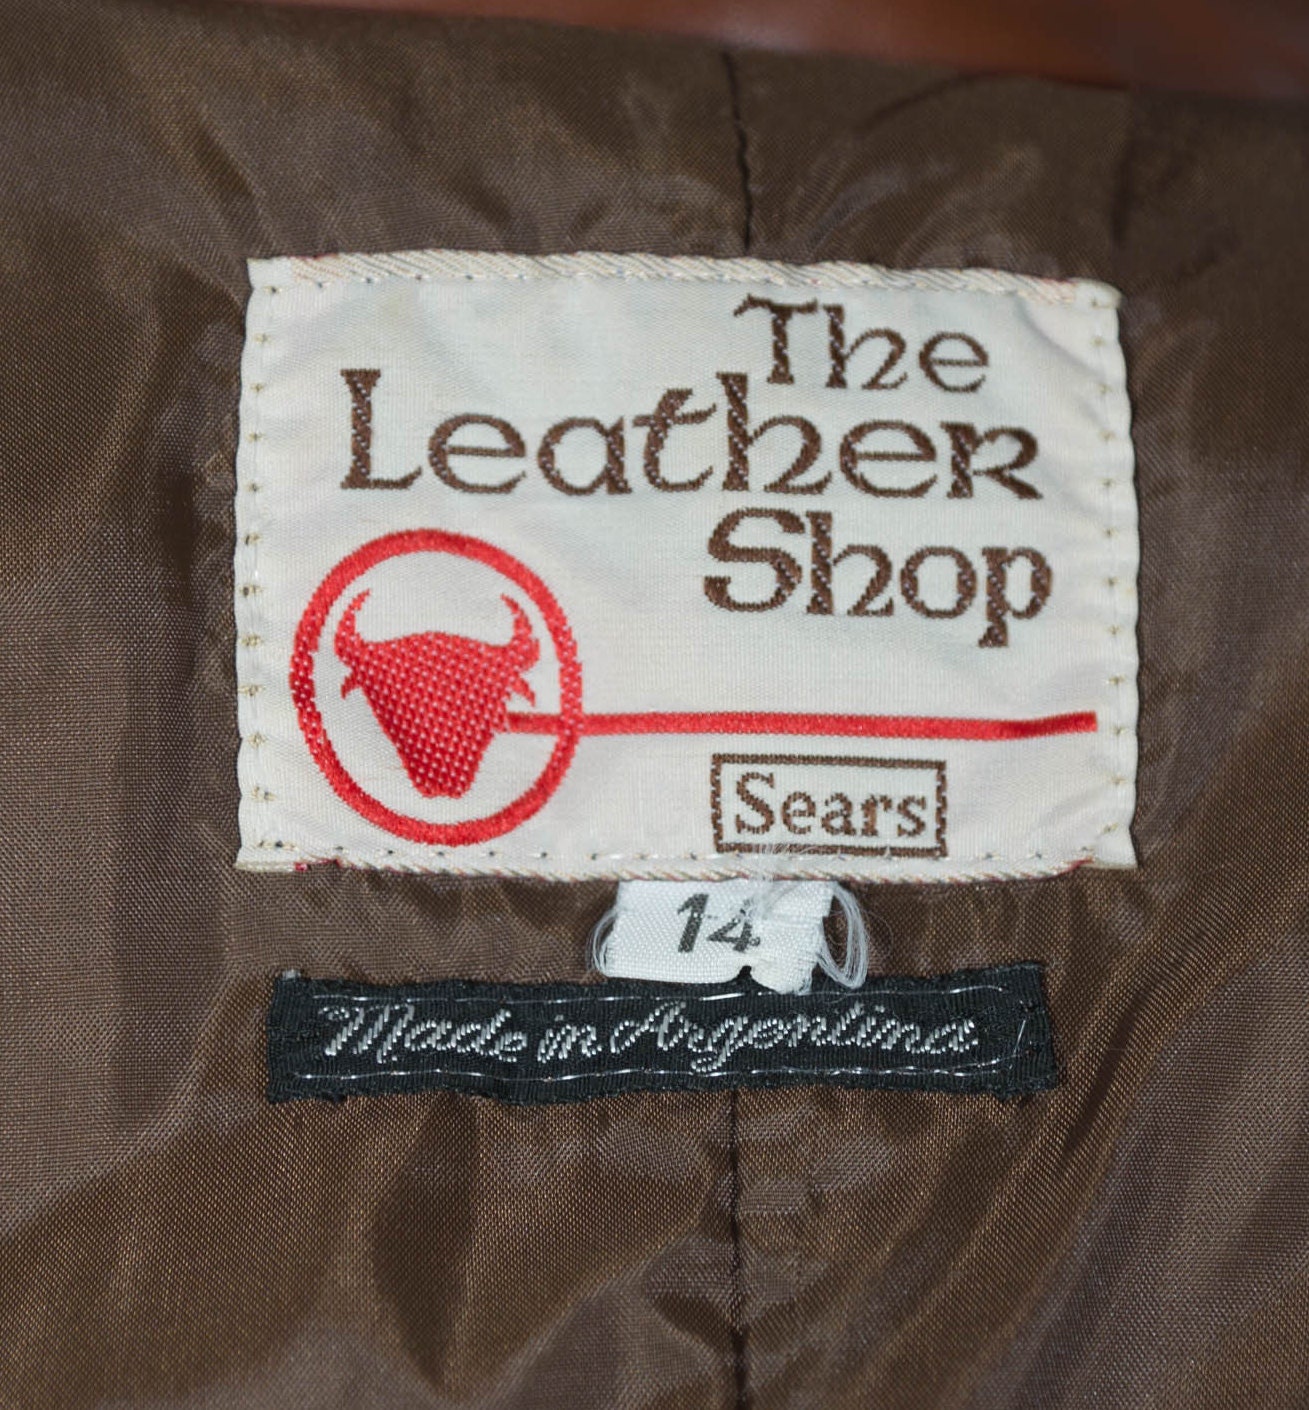 The
Leather
Shop
Sears
14
Made in Argentina